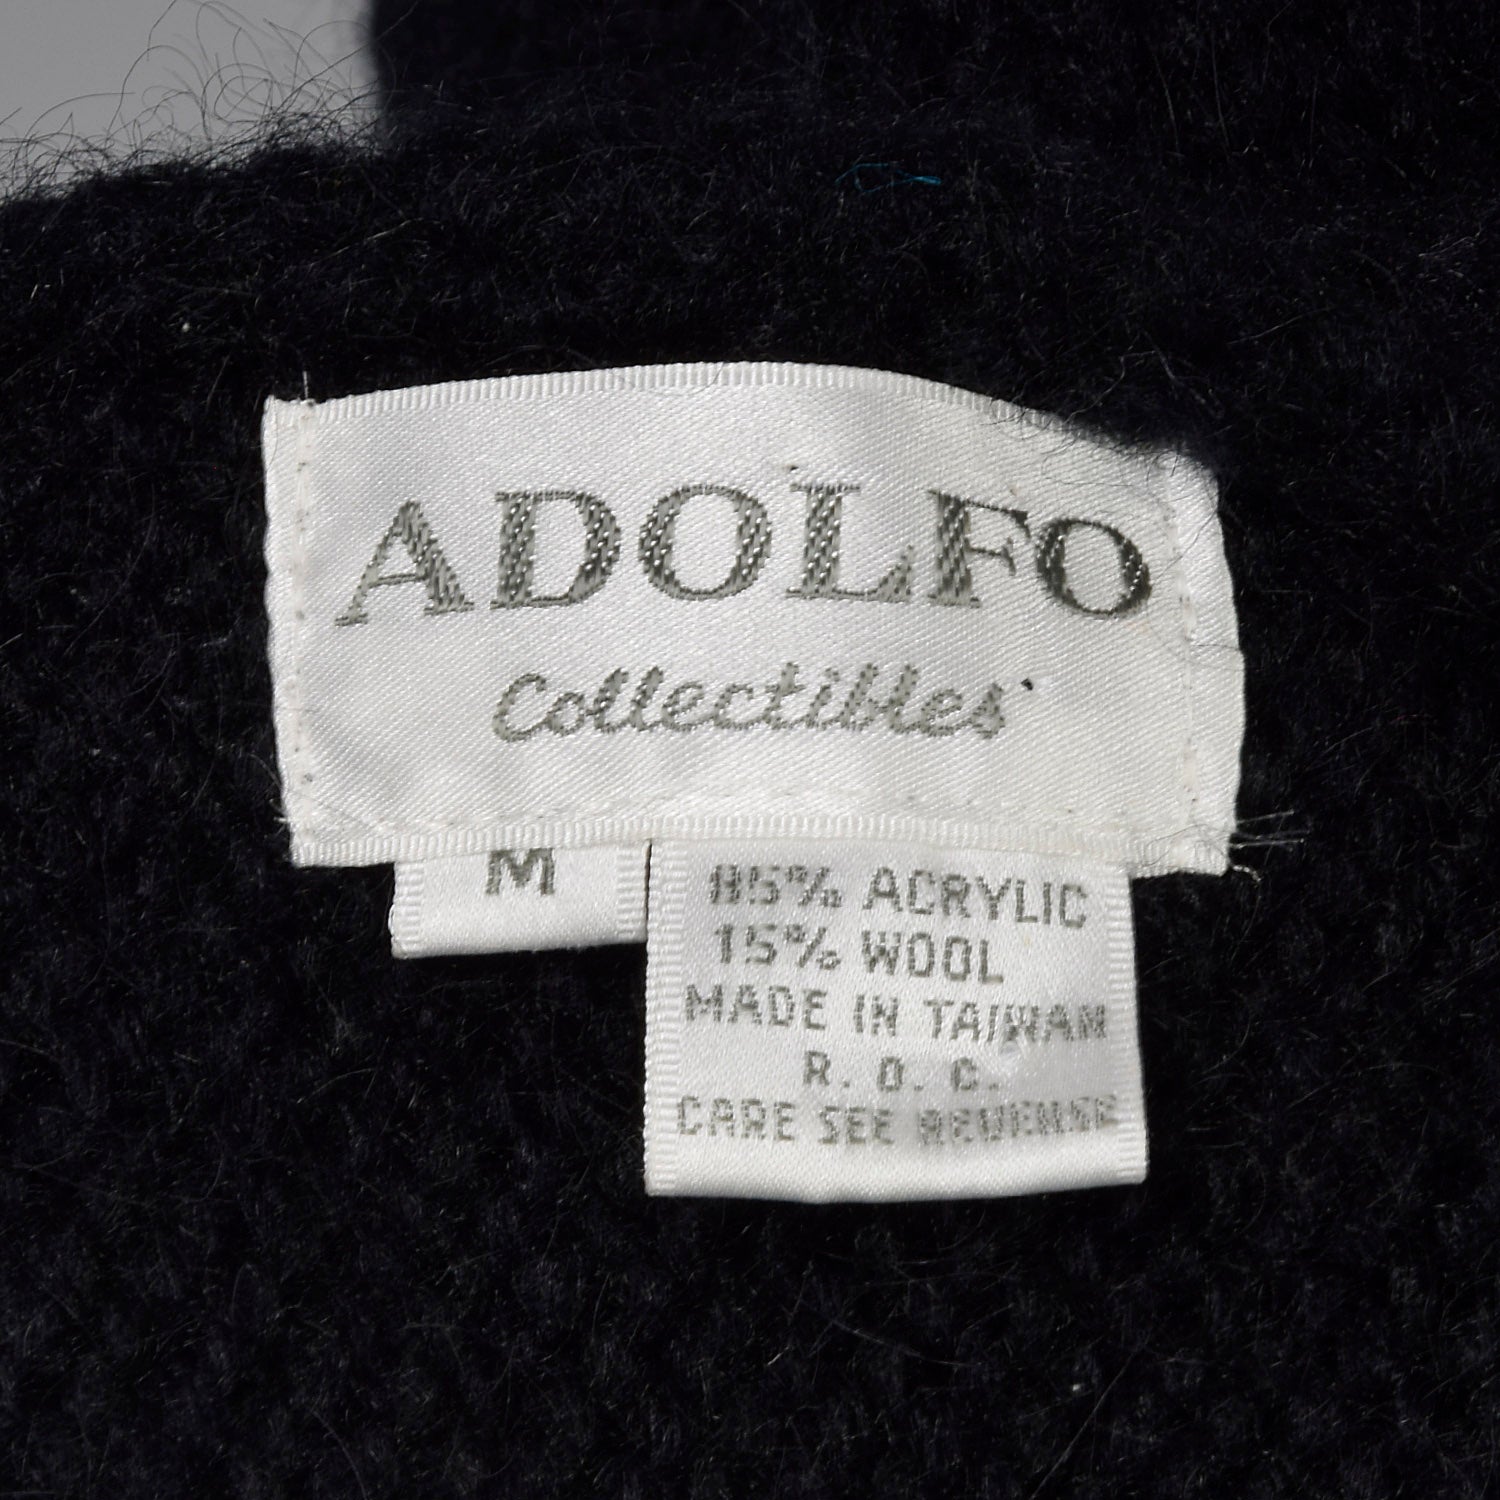 ADOLFO
Collectibles
M
85% ACRYLIC
15% WOOL
MADE IN TAIWAN
R. O. C.
CARE SEE REVERSE